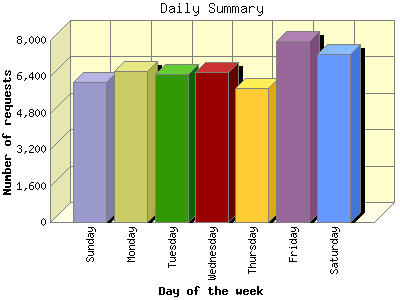 Daily Summary
8,000
6,400
4,800
3,200
1,600
0
Number of requests
Sunday
Monday
Tuesday
Wednesday
Thursday
Friday
Saturday
Day of the week